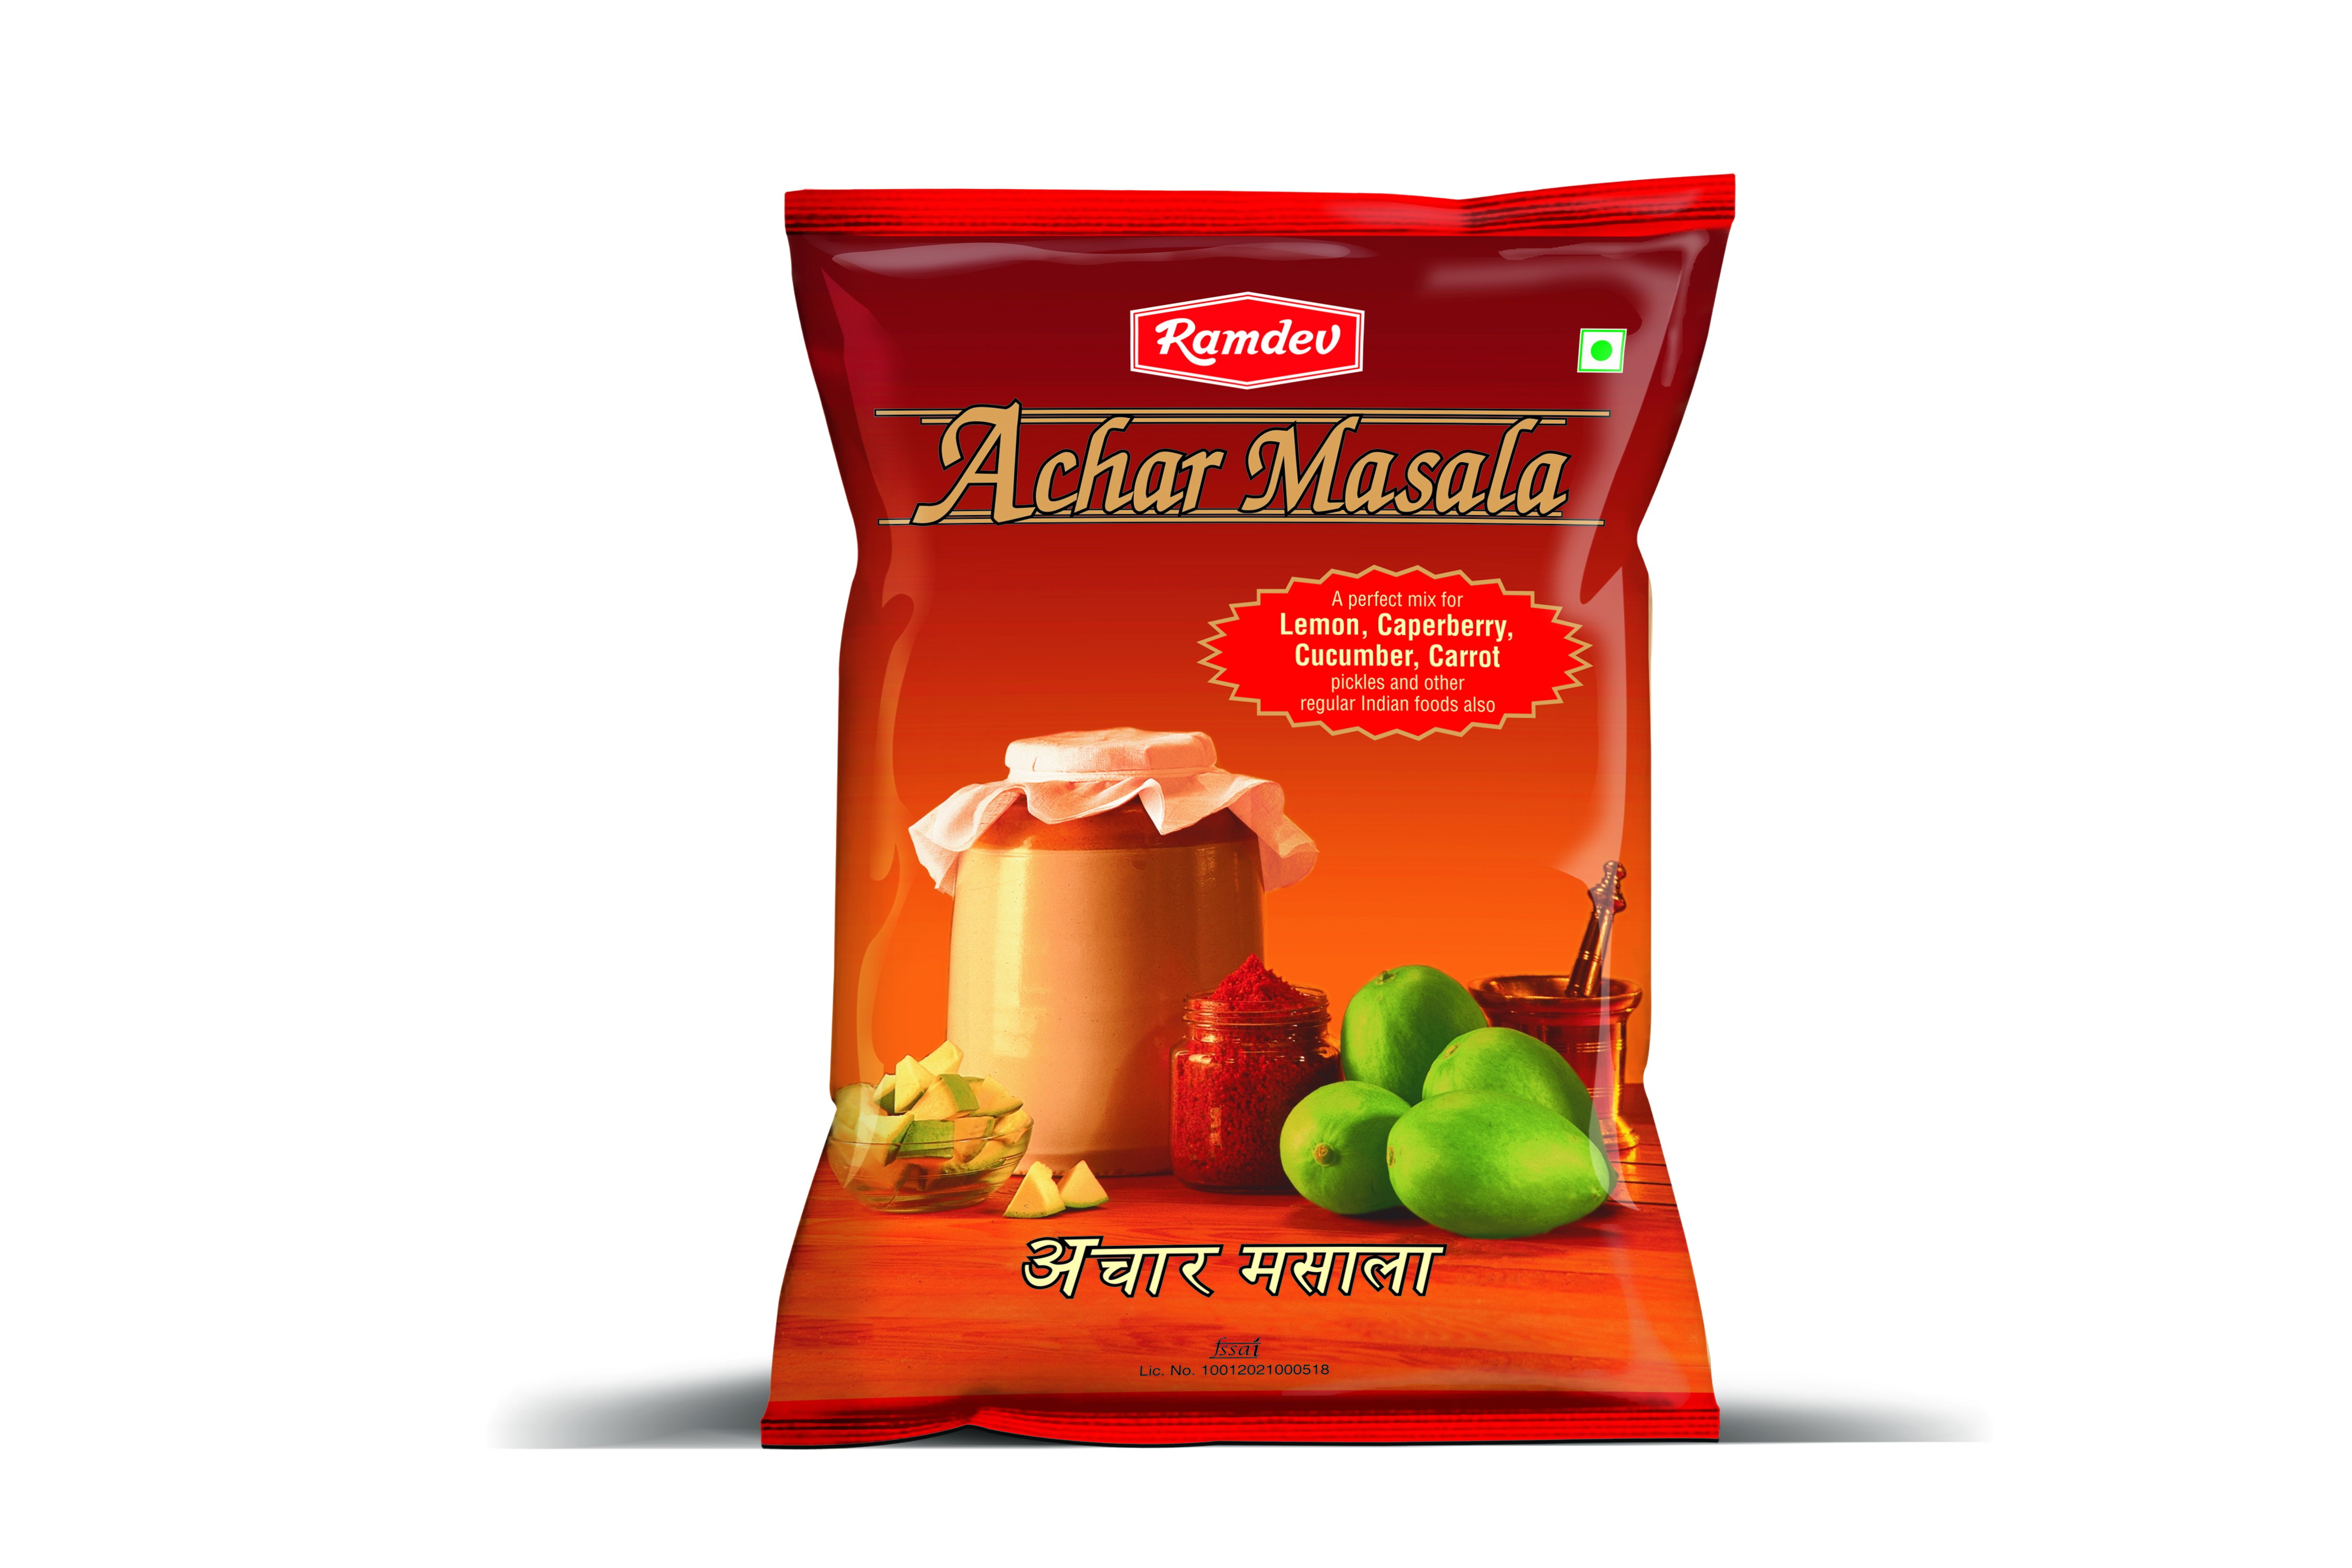 Ramdev
Achar Masala
A perfect mix for
Lemon, Caperberry,
Cucumber, Carrot
pickles and other
regular Indian foods also
अचार मसाला
fssai
Lic. No. 10012021000518